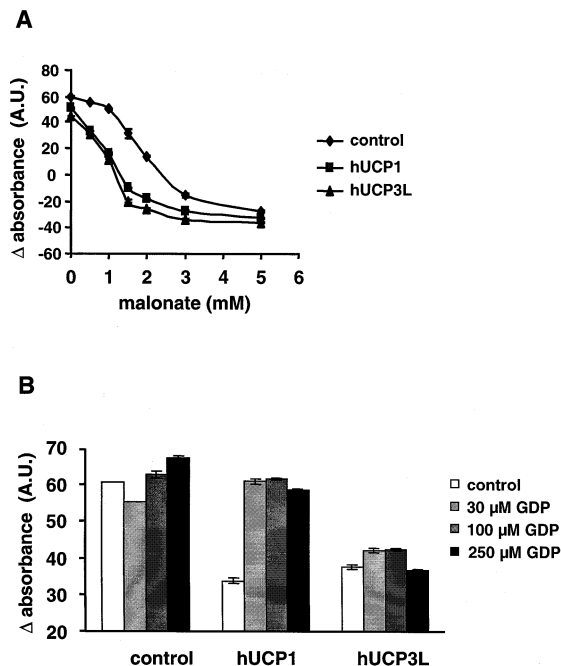 A
Δ absorbance (A.U.)
80
60
40
20
0
-20
-40
-60
0 1 2 3 4 5 6
malonate (mM)
control
hUCP1
hUCP3L
B
Δ absorbance (A.U.)
70
60
50
40
30
20
control hUCP1 hUCP3L
control
30 µM GDP
100 µM GDP
250 µM GDP